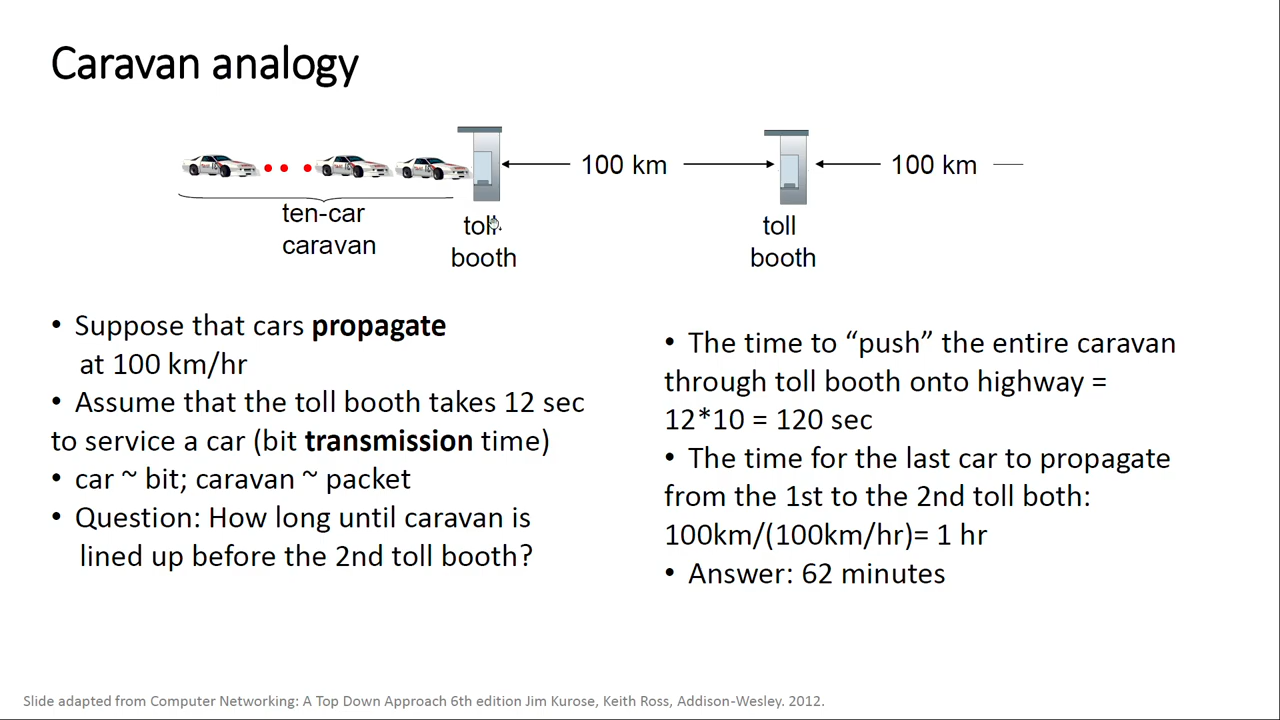 Caravan analogy
100 km
100 km
ten-car
caravan
toll
booth
toll
booth
• Suppose that cars propagate
at 100 km/hr
• Assume that the toll booth takes 12 sec
to service a car (bit transmission time)
• car ~ bit; caravan ~ packet
• Question: How long until caravan is
lined up before the 2nd toll booth?
• The time to “push” the entire caravan
through toll booth onto highway =
12*10 = 120 sec
• The time for the last car to propagate
from the 1st to the 2nd toll both:
100km/(100km/hr)= 1 hr
• Answer: 62 minutes
Slide adapted from Computer Networking: A Top Down Approach 6th edition Jim Kurose, Keith Ross, Addison-Wesley. 2012.